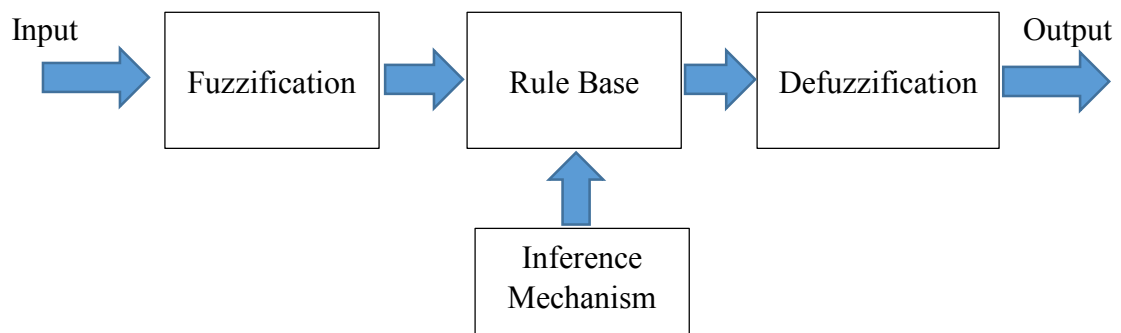 Input
Output
Fuzzification
Rule Base
Defuzzification
Inference
Mechanism